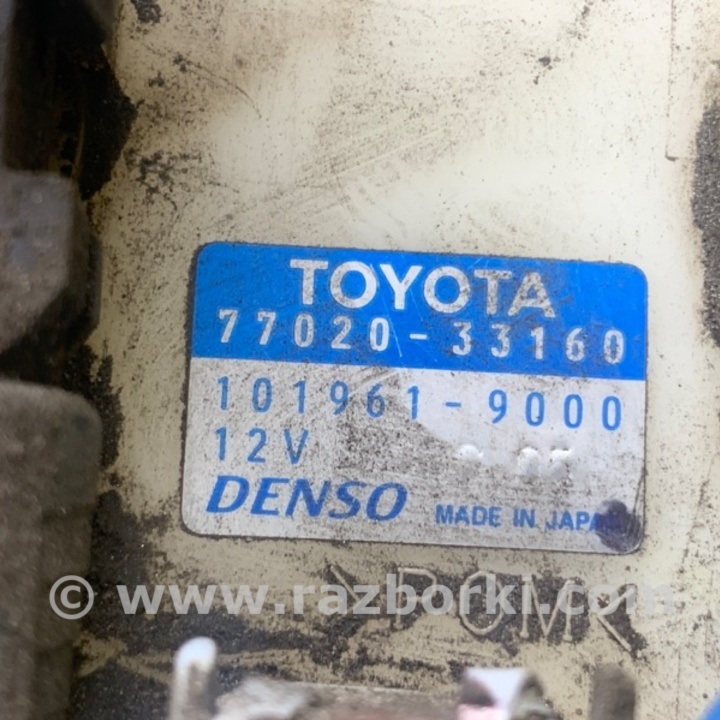 TOYOTA
77020-33160
101961-9000
12V
DENSO MADE IN JAPAN
© www.razborki.com